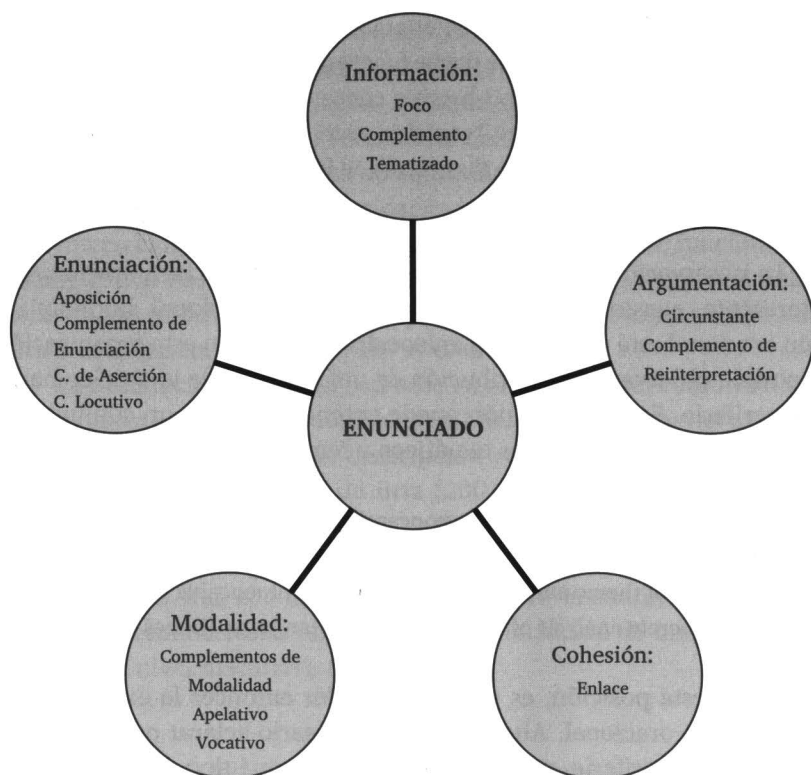 Información:
Foco
Complemento
Tematizado
Enunciación:
Aposición
Complemento de
Enunciación
C. de Aserción
C. Locutivo
Argumentación:
Circunstante
Complemento de
Reinterpretación
ENUNCIADO
Modalidad:
Complementos de
Modalidad
Apelativo
Vocativo
Cohesión:
Enlace